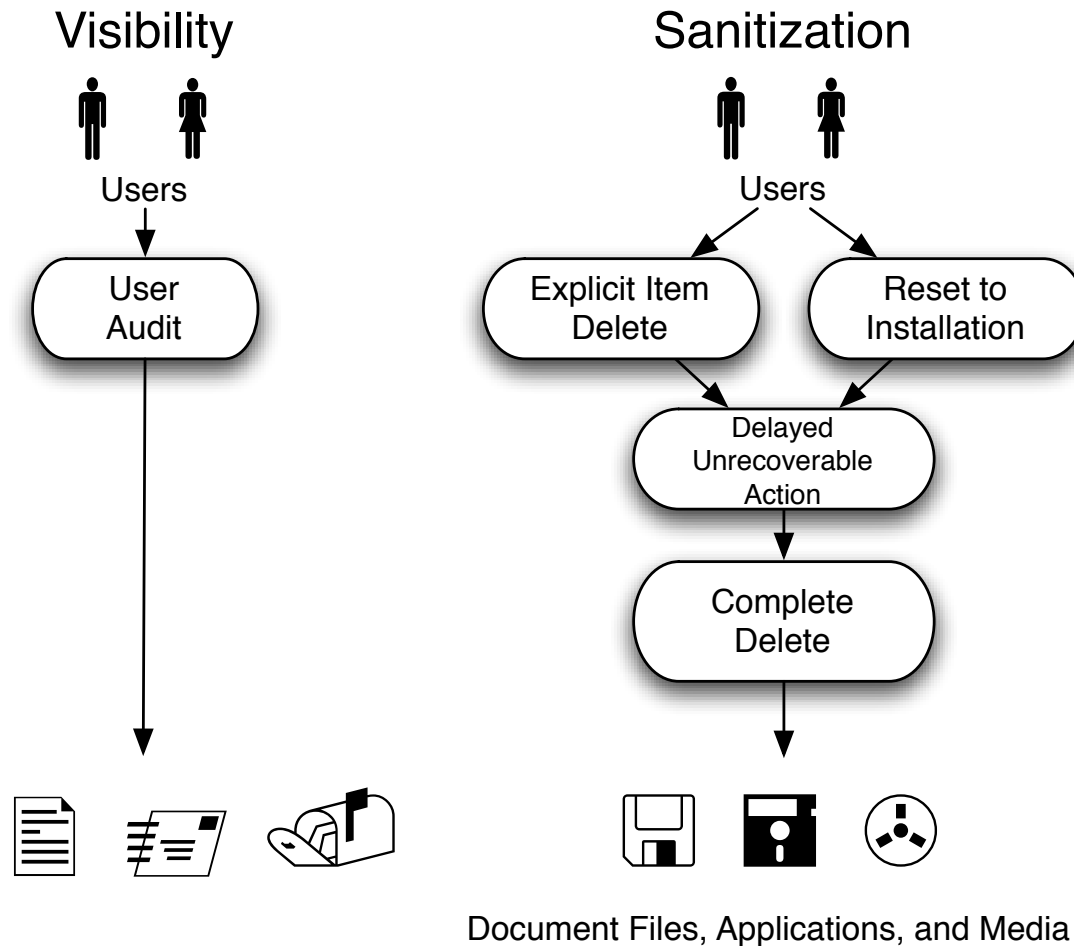 Visibility
Users
User
Audit
Sanitization
Users
Explicit Item
Delete
Reset to
Installation
Delayed
Unrecoverable
Action
Complete
Delete
Document Files, Applications, and Media